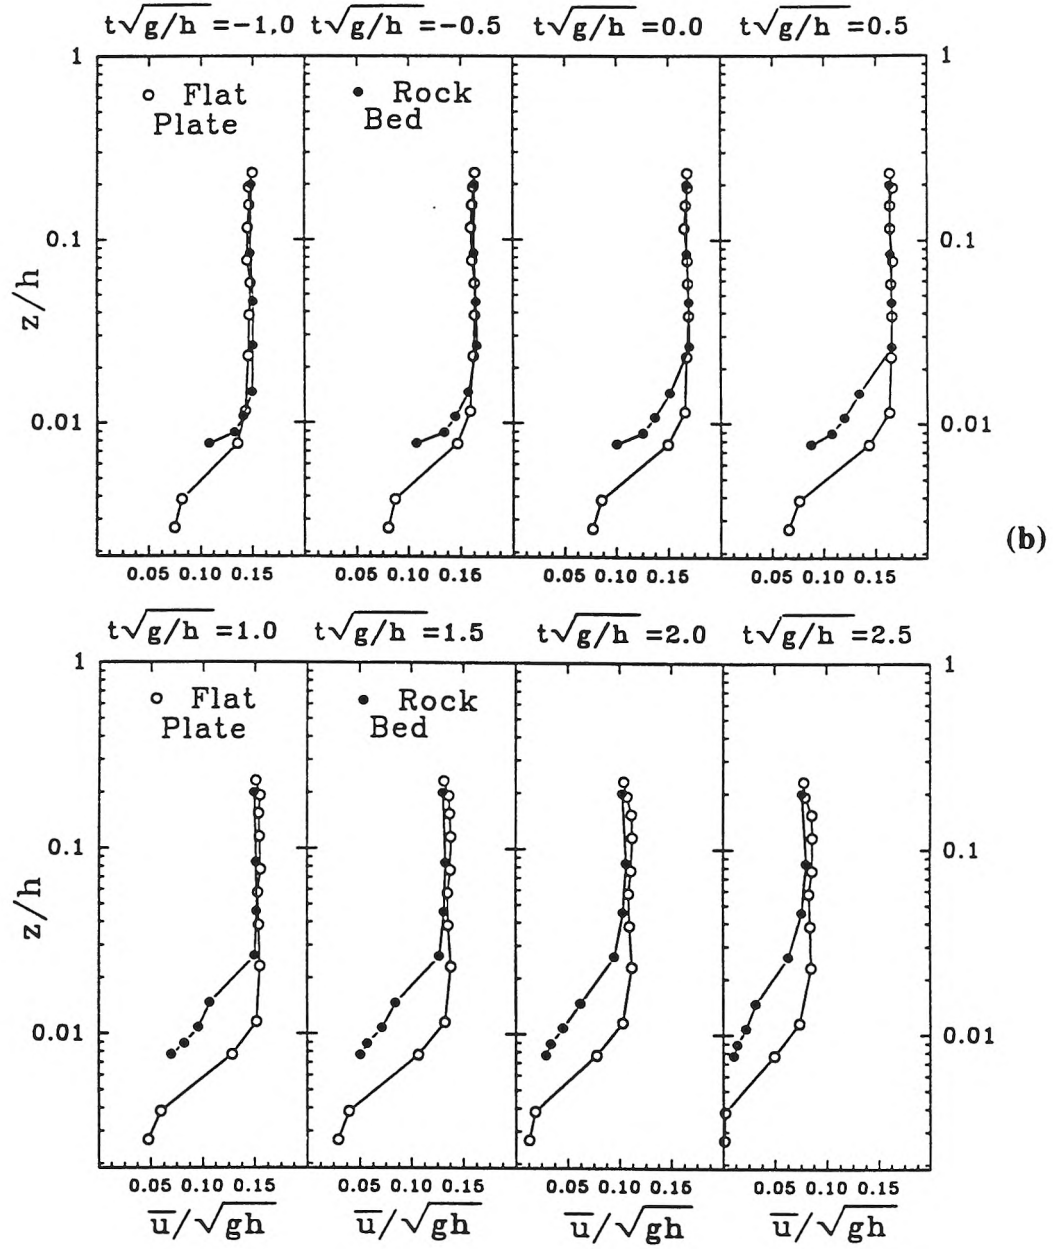 t√g/h =-1.0 t√g/h =-0.5 t√g/h =0.0 t√g/h =0.5
1 1
○ Flat Plate ● Rock Bed
0.1 0.1
z/h
0.01 0.01
(b)
0.05 0.10 0.15 0.05 0.10 0.15 0.05 0.10 0.15 0.05 0.10 0.15
t√g/h =1.0 t√g/h =1.5 t√g/h =2.0 t√g/h =2.5
1 1
○ Flat Plate ● Rock Bed
0.1 0.1
z/h
0.01 0.01
0.05 0.10 0.15 0.05 0.10 0.15 0.05 0.10 0.15 0.05 0.10 0.15
u̅/√gh u̅/√gh u̅/√gh u̅/√gh